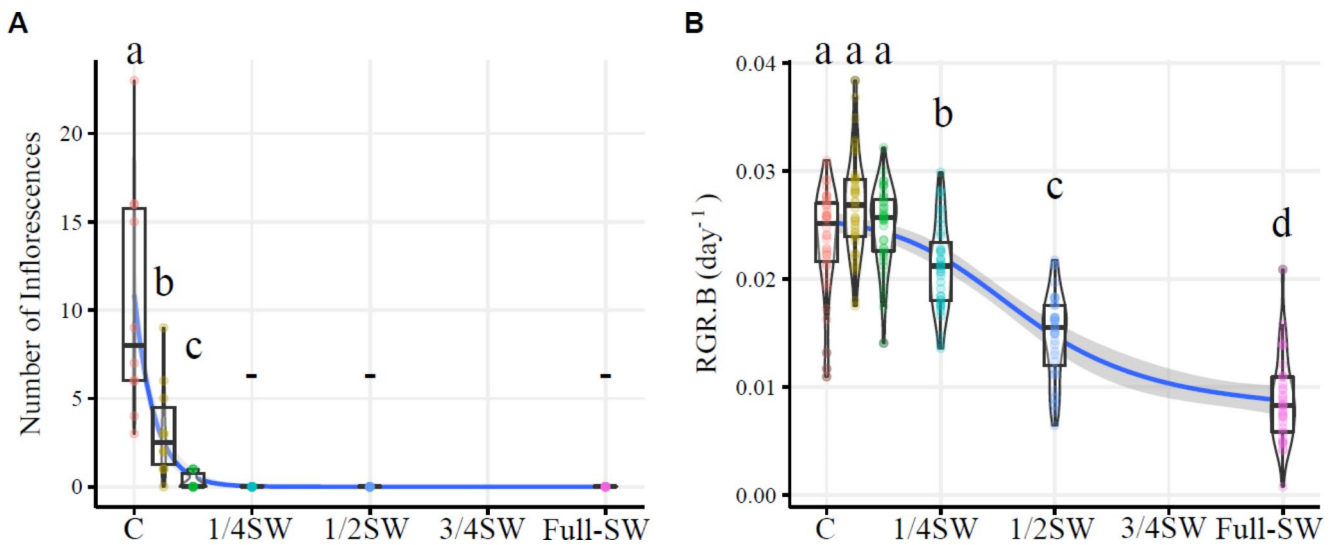 A
a
b
c
-
-
-
Number of Inflorescences
20
15
10
5
0
C
1/4SW
1/2SW
3/4SW
Full-SW
B
a a a
b
c
d
RGR.B (day⁻¹)
0.04
0.03
0.02
0.01
0.00
C
1/4SW
1/2SW
3/4SW
Full-SW